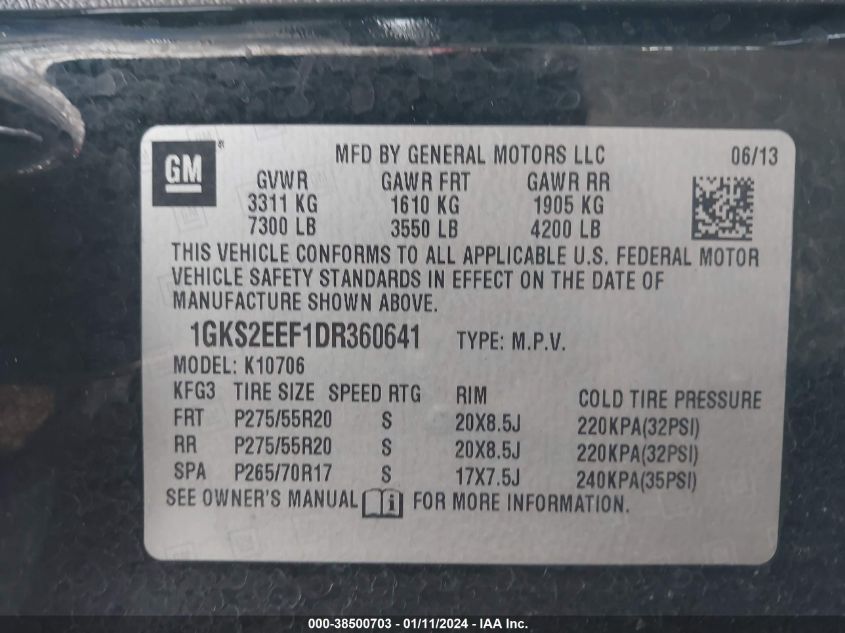 GM ®
MFD BY GENERAL MOTORS LLC 06/13
GVWR GAWR FRT GAWR RR
3311 KG 1610 KG 1905 KG
7300 LB 3550 LB 4200 LB
THIS VEHICLE CONFORMS TO ALL APPLICABLE U.S. FEDERAL MOTOR
VEHICLE SAFETY STANDARDS IN EFFECT ON THE DATE OF
MANUFACTURE SHOWN ABOVE.
1GKS2EEF1DR360641 TYPE: M.P.V.
MODEL: K10706
KFG3 TIRE SIZE SPEED RTG RIM COLD TIRE PRESSURE
FRT P275/55R20 S 20X8.5J 220KPA(32PSI)
RR P275/55R20 S 20X8.5J 220KPA(32PSI)
SPA P265/70R17 S 17X7.5J 240KPA(35PSI)
SEE OWNER'S MANUAL i FOR MORE INFORMATION.
000-38500703 - 01/11/2024 - IAA Inc.